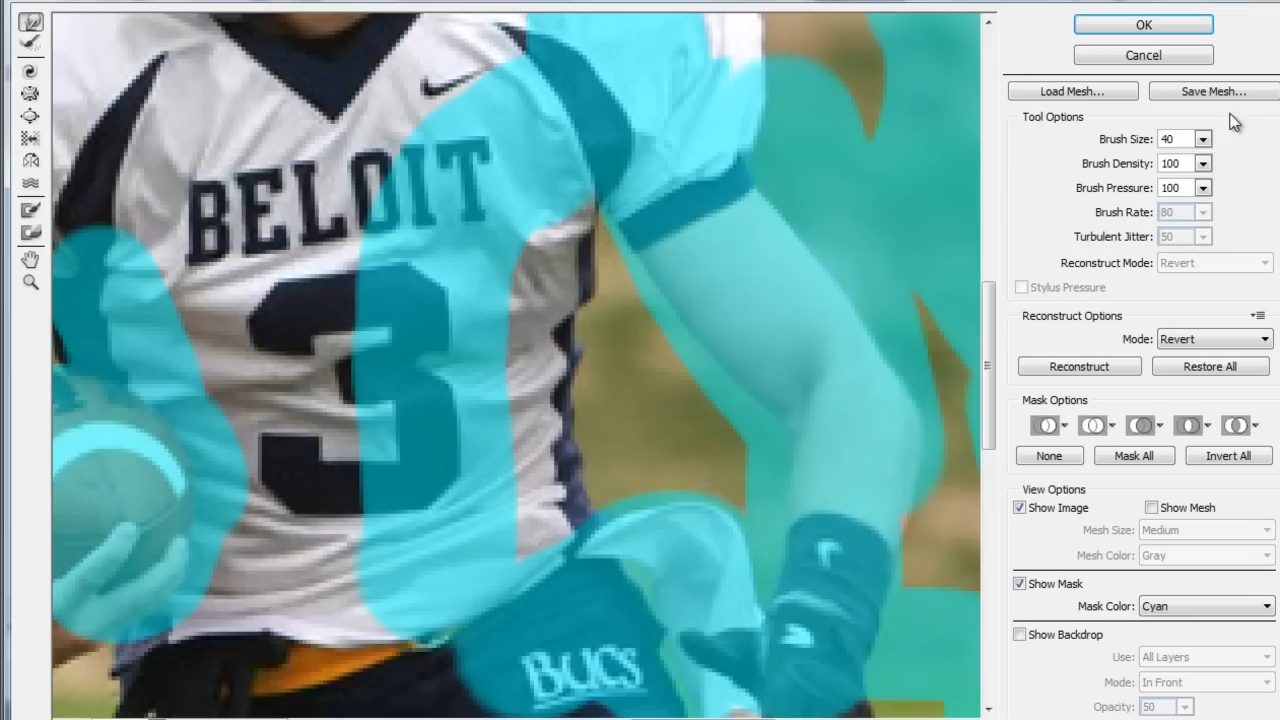 OK
Cancel
Load Mesh... Save Mesh...
Tool Options
Brush Size: 40
Brush Density: 100
Brush Pressure: 100
Brush Rate: 80
Turbulent Jitter: 50
Reconstruct Mode: Revert
Stylus Pressure
Reconstruct Options
Mode: Revert
Reconstruct Restore All
Mask Options
None Mask All Invert All
View Options
Show Image Show Mesh
Mesh Size: Medium
Mesh Color: Gray
Show Mask
Mask Color: Cyan
Show Backdrop
Use: All Layers
Mode: In Front
Opacity: 50
BELOIT
3
BUCS